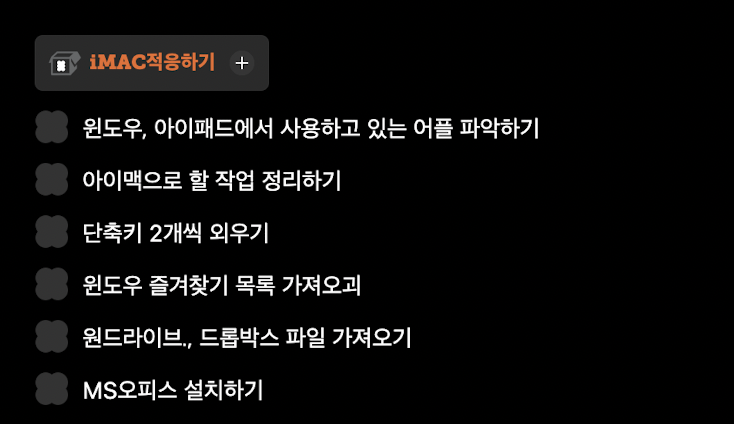 iMAC적응하기 +
윈도우, 아이패드에서 사용하고 있는 어플 파악하기
아이맥으로 할 작업 정리하기
단축키 2개씩 외우기
윈도우 즐겨찾기 목록 가져오괴
원드라이브., 드롭박스 파일 가져오기
MS오피스 설치하기